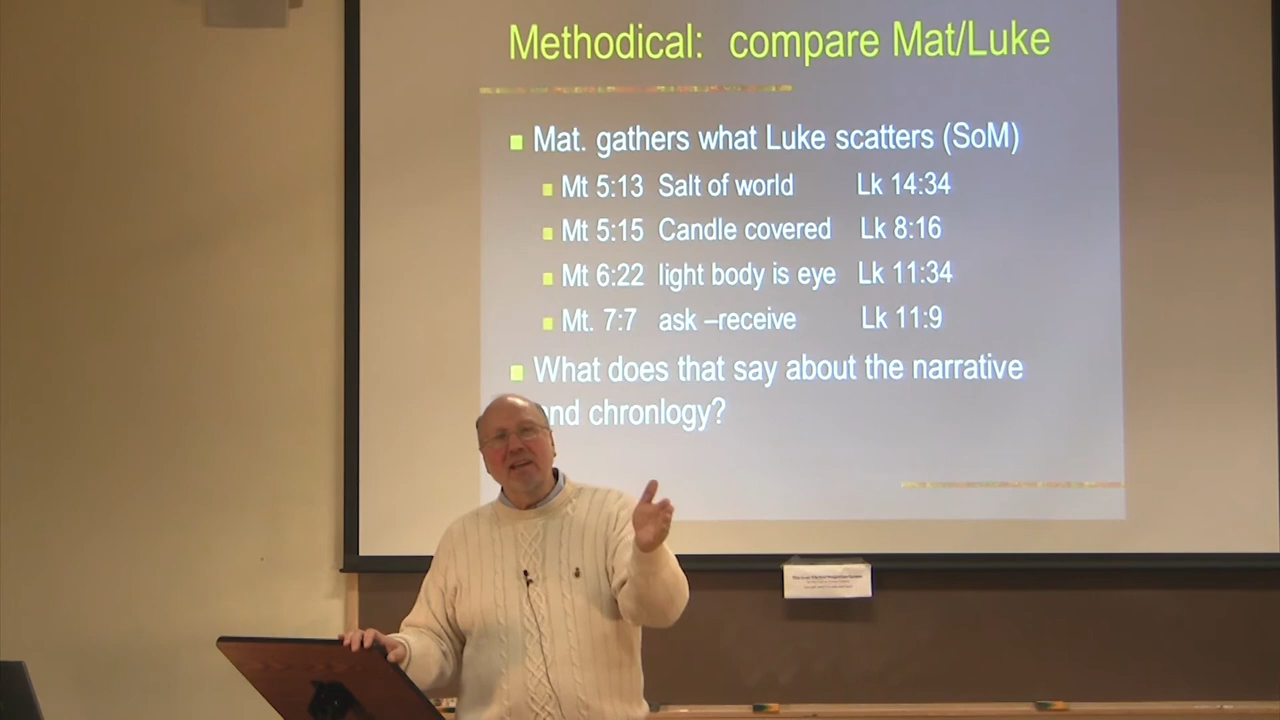 Methodical: compare Mat/Luke
Mat. gathers what Luke scatters (SoM)
Mt 5:13 Salt of world Lk 14:34
Mt 5:15 Candle covered Lk 8:16
Mt 6:22 light body is eye Lk 11:34
Mt. 7:7 ask –receive Lk 11:9
What does that say about the narrative
and chronlogy?